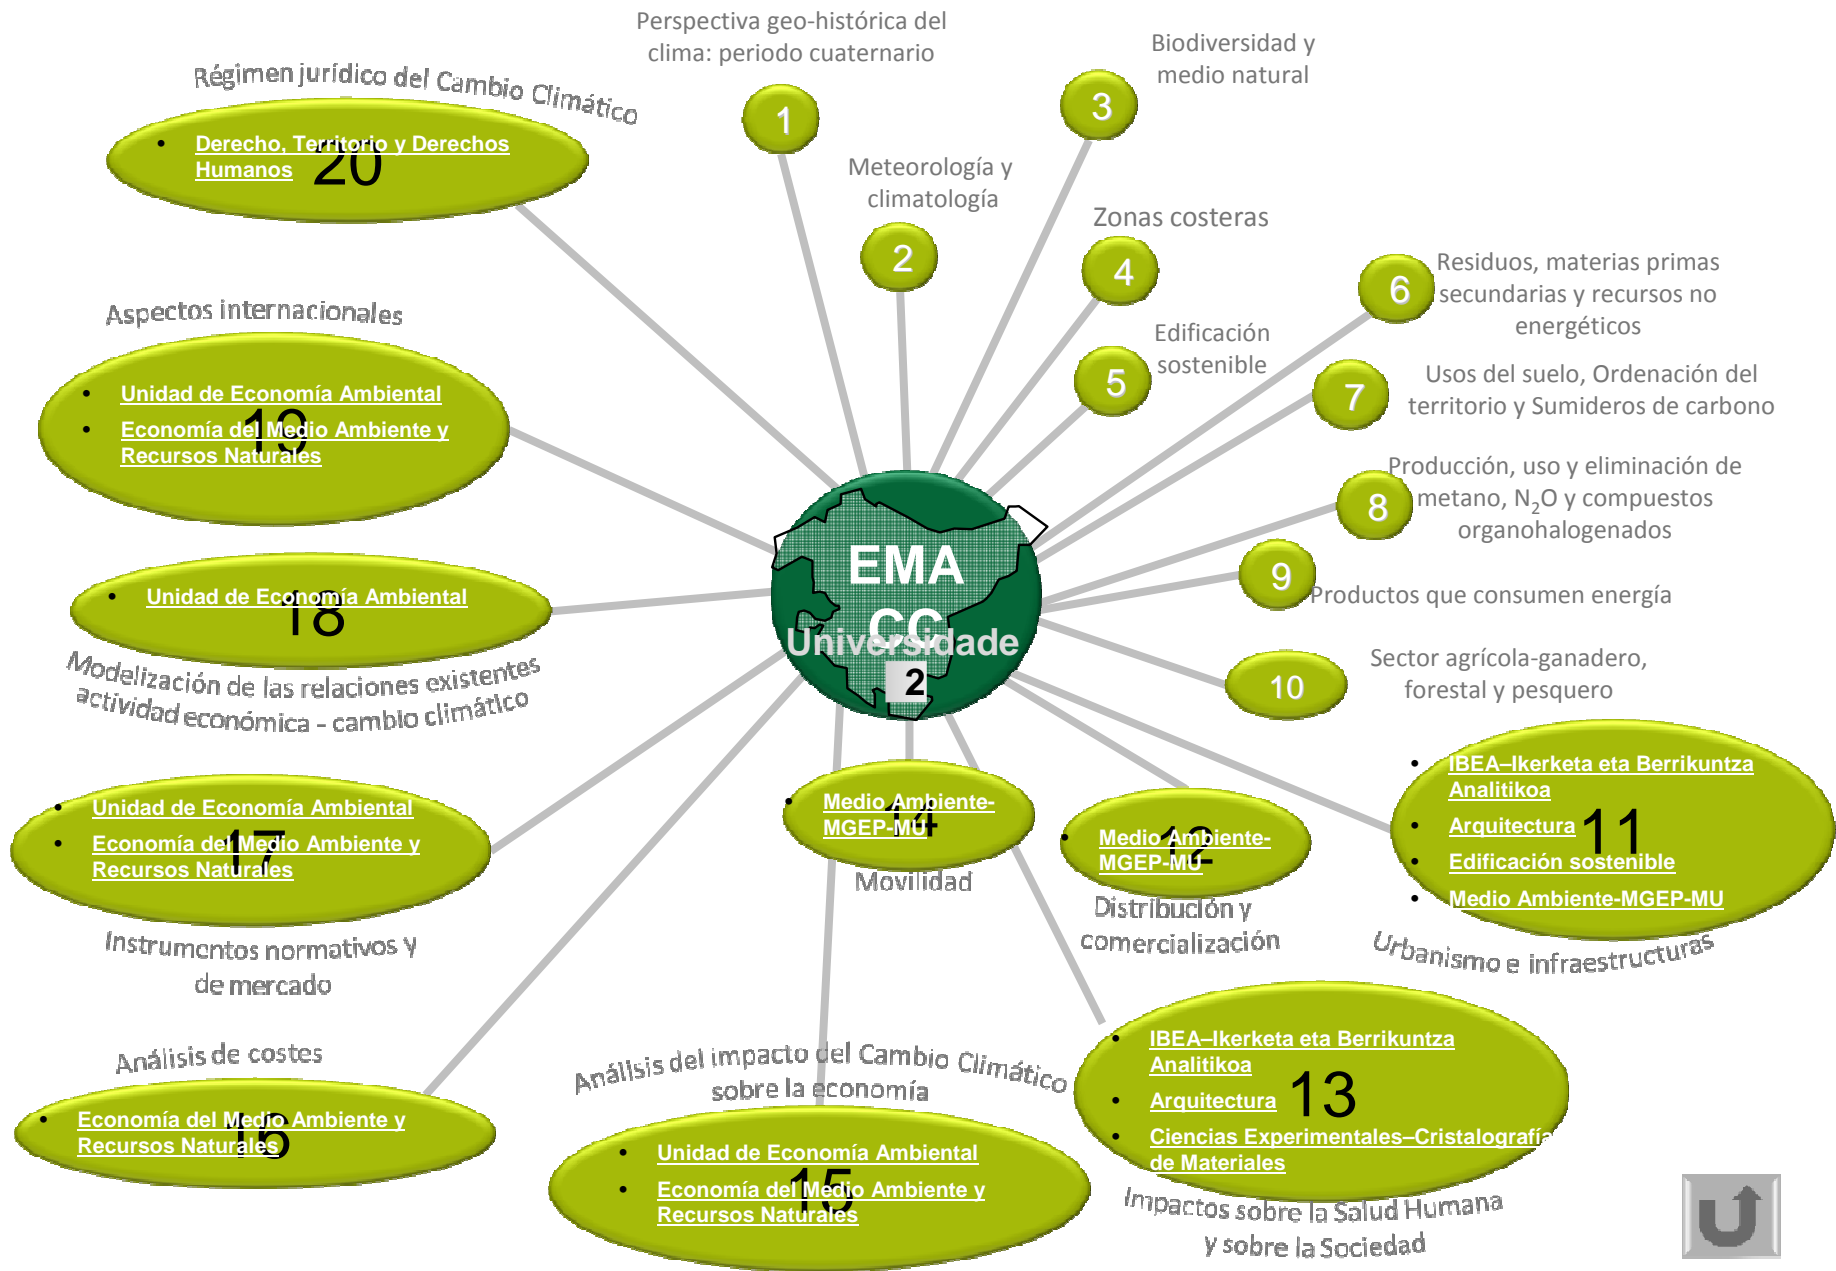 Perspectiva geo-histórica del
clima: periodo cuaternario
1
Meteorología y
climatología
2
Biodiversidad y
medio natural
3
Zonas costeras
4
Edificación
sostenible
5
Residuos, materias primas
secundarias y recursos no
energéticos
6
Usos del suelo, Ordenación del
territorio y Sumideros de carbono
7
Producción, uso y eliminación de
metano, N₂O y compuestos
organohalogenados
8
9
Productos que consumen energía
Sector agrícola-ganadero,
forestal y pesquero
10
• IBEA–Ikerketa eta Berrikuntza
Analitikoa
• Arquitectura
• Edificación sostenible
• Medio Ambiente-MGEP-MU
11
Urbanismo e infraestructuras
• Medio Ambiente-
MGEP-MU
12
Distribución y
comercialización
• IBEA–Ikerketa eta Berrikuntza
Analitikoa
• Arquitectura
• Ciencias Experimentales–Cristalografía
de Materiales
13
Impactos sobre la Salud Humana
y sobre la Sociedad
• Medio Ambiente-
MGEP-MU
14
Movilidad
Análisis del impacto del Cambio Climático
sobre la economía
• Unidad de Economía Ambiental
• Economía del Medio Ambiente y
Recursos Naturales
15
Análisis de costes
• Economía del Medio Ambiente y
Recursos Naturales
16
• Unidad de Economía Ambiental
• Economía del Medio Ambiente y
Recursos Naturales
17
Instrumentos normativos y
de mercado
• Unidad de Economía Ambiental
18
Modelización de las relaciones existentes
actividad económica - cambio climático
Aspectos internacionales
• Unidad de Economía Ambiental
• Economía del Medio Ambiente y
Recursos Naturales
19
Régimen jurídico del Cambio Climático
• Derecho, Territorio y Derechos
Humanos
20
EMA
CC
Universidade
2